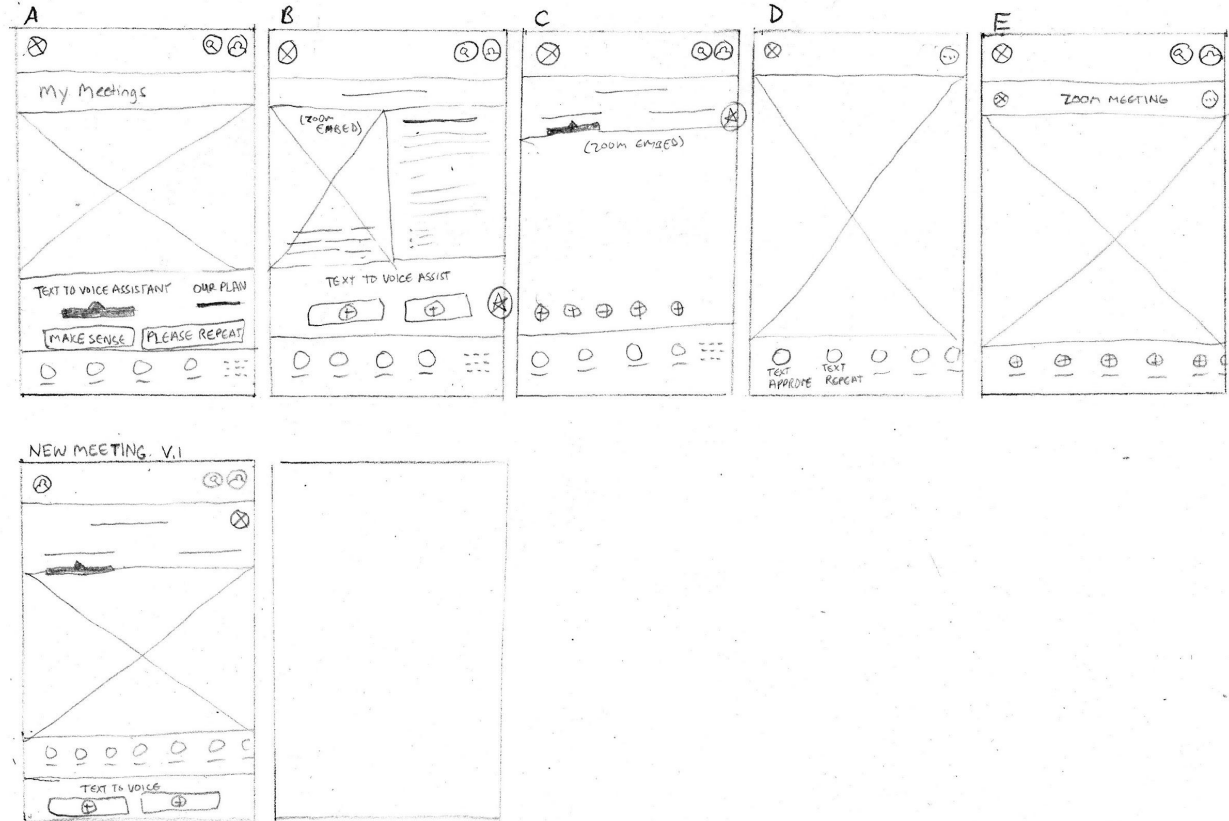 A
B
C
D
E
My Meetings
TEXT TO VOICE ASSISTANT
OUR PLAN
MAKE SENSE
PLEASE REPEAT
(ZOOM
EMBED)
TEXT TO VOICE ASSIST
(ZOOM EMBED)
TEXT
APPROVE
TEXT
REPEAT
ZOOM MEETING
NEW MEETING V.1
TEXT TO VOICE